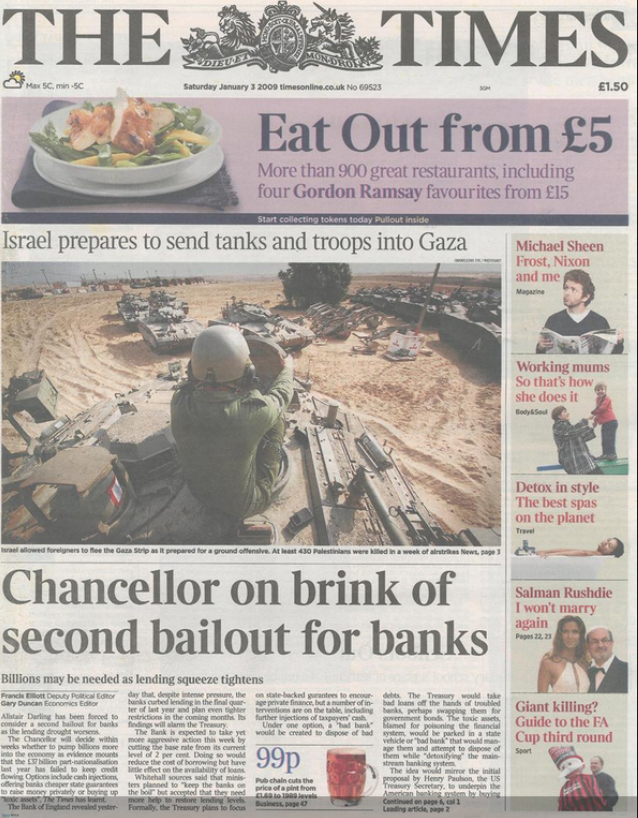 THE TIMES
DIEU ET MON DROIT
Max 5C, min -5C
Saturday January 3 2009 timesonline.co.uk No 69523
£1.50
Eat Out from £5
More than 900 great restaurants, including
four Gordon Ramsay favourites from £15
Start collecting tokens today Pullout inside
Israel prepares to send tanks and troops into Gaza
Israel allowed foreigners to flee the Gaza Strip as it prepared for a ground offensive. At least 430 Palestinians were killed in a week of airstrikes News, page 3
Michael Sheen
Frost, Nixon
and me
Magazine
Working mums
So that's how
she does it
Body&Soul
Detox in style
The best spas
on the planet
Travel
Salman Rushdie
I won't marry
again
Pages 22, 23
Giant killing?
Guide to the FA
Cup third round
Sport
Chancellor on brink of
second bailout for banks
Billions may be needed as lending squeeze tightens
Francis Elliott Deputy Political Editor
Gary Duncan Economics Editor
Alistair Darling has been forced to
consider a second bailout for banks
as the lending drought worsens.
The Chancellor will decide within
weeks whether to pump billions more
into the economy as evidence mounts
that the £37 billion part-nationalisation
last year has failed to keep credit
flowing. Options include cash injections,
offering banks cheaper state guarantees
to raise money privately or buying up
"toxic assets", The Times has learnt.
The Bank of England revealed yester-
day that, despite intense pressure, the
banks curbed lending in the final quar-
ter of last year and plan even tighter
restrictions in the coming months. Its
findings will alarm the Treasury.
The Bank is expected to take yet
more aggressive action this week by
cutting the base rate from its current
level of 2 per cent. Doing so would
reduce the cost of borrowing but have
little effect on the availability of loans.
Whitehall sources said that minis-
ters planned to "keep the banks on
the boil" but accepted that they need
more help to restore lending levels.
Formally, the Treasury plans to focus
on state-backed gurantees to encour-
age private finance, but a number of in-
terventions are on the table, including
further injections of taxpayers' cash.
Under one option, a "bad bank"
would be created to dispose of bad
99p
Pub chain cuts the
price of a pint from
£1.69 to 1989 levels
Business, page 47
debts. The Treasury would take
bad loans off the hands of troubled
banks, perhaps swapping them for
government bonds. The toxic assets,
blamed for poisoning the financial
system, would be parked in a state
vehicle or "bad bank" that would man-
age them and attempt to dispose of
them while "detoxifying" the main-
stream banking system.
The idea would mirror the initial
proposal by Henry Paulson, the US
Treasury Secretary, to underpin the
American banking system by buying
Continued on page 6, col 1
Leading article, page 2